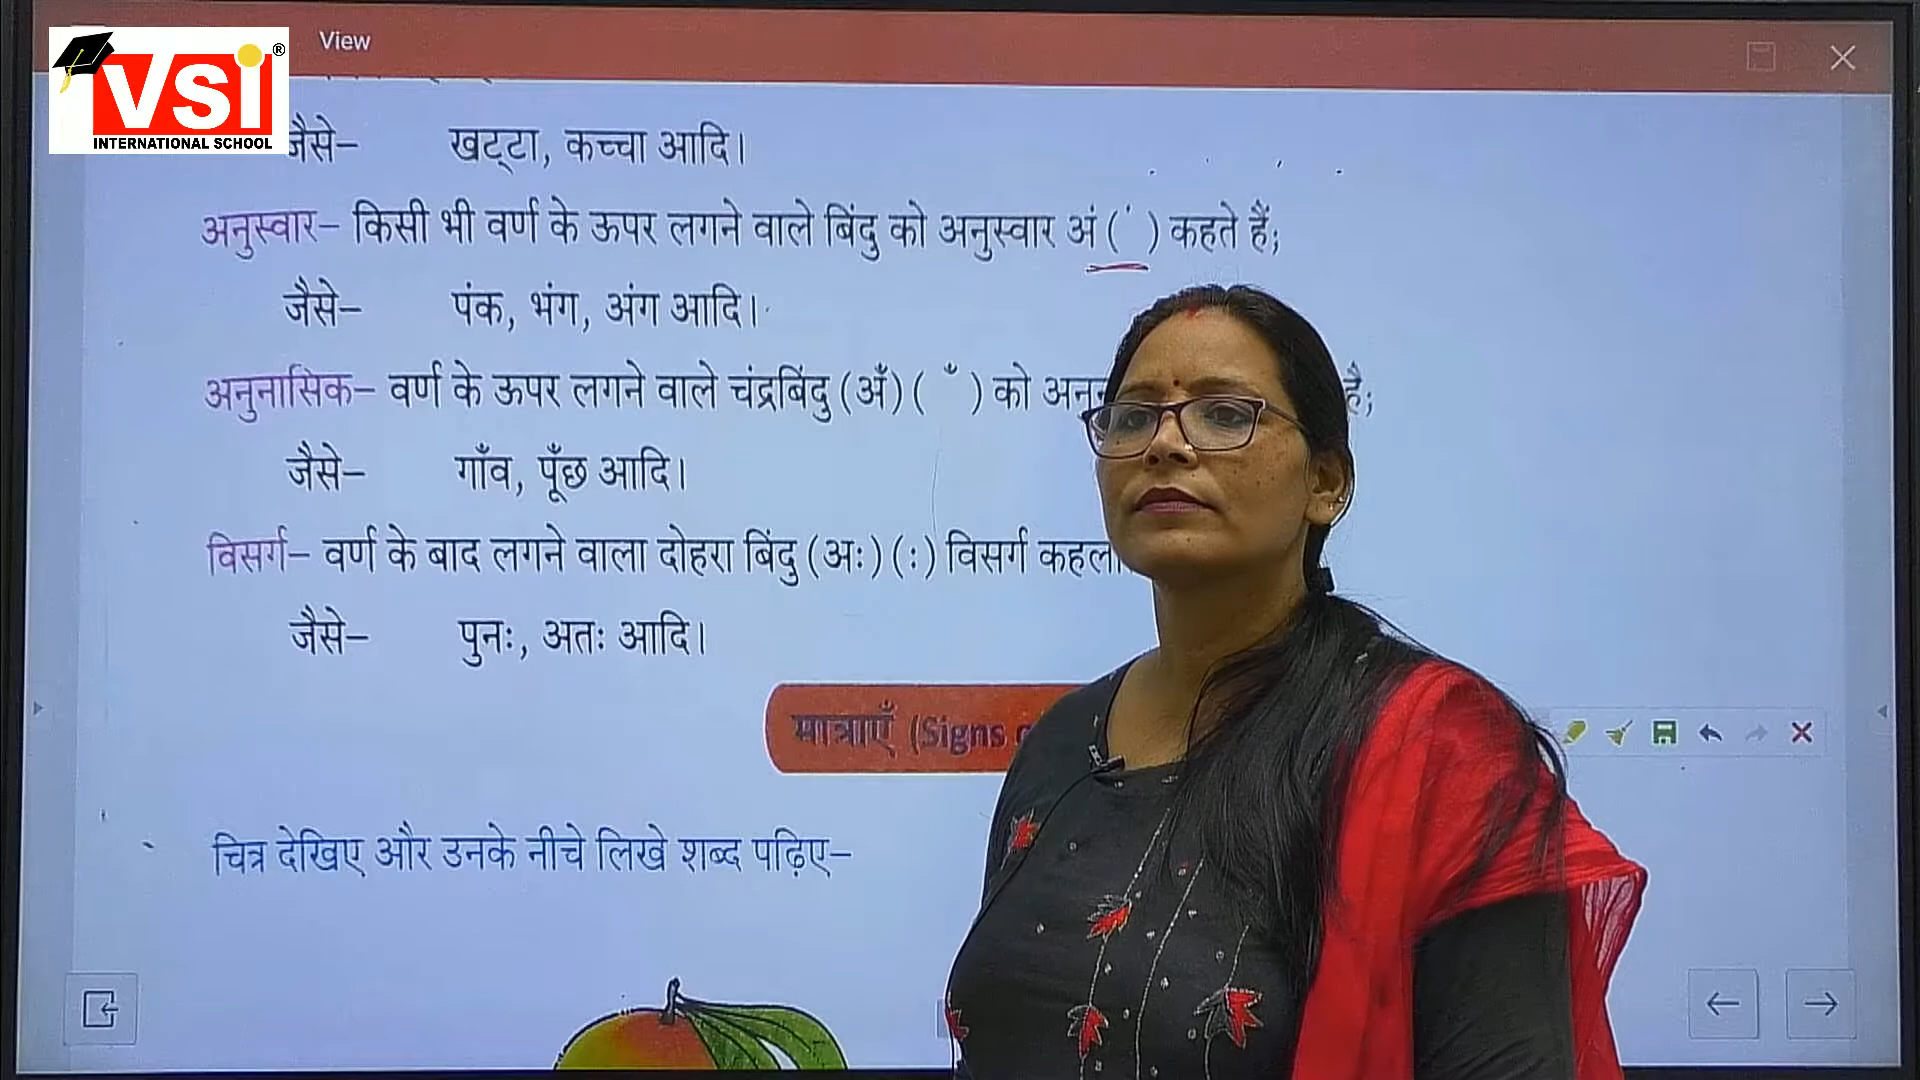 VSI®
INTERNATIONAL SCHOOL
View
जैसे– खट्टा, कच्चा आदि।
अनुस्वार– किसी भी वर्ण के ऊपर लगने वाले बिंदु को अनुस्वार अं ( ं ) कहते हैं;
जैसे– पंक, भंग, अंग आदि।
अनुनासिक– वर्ण के ऊपर लगने वाले चंद्रबिंदु (अँ) ( ँ ) को है;
जैसे– गाँव, पूँछ आदि।
विसर्ग– वर्ण के बाद लगने वाला दोहरा बिंदु (अः) (ः) विसर्ग
जैसे– पुनः, अतः आदि।
मात्राएँ (Signs
चित्र देखिए और उनके नीचे लिखे शब्द पढ़िए–